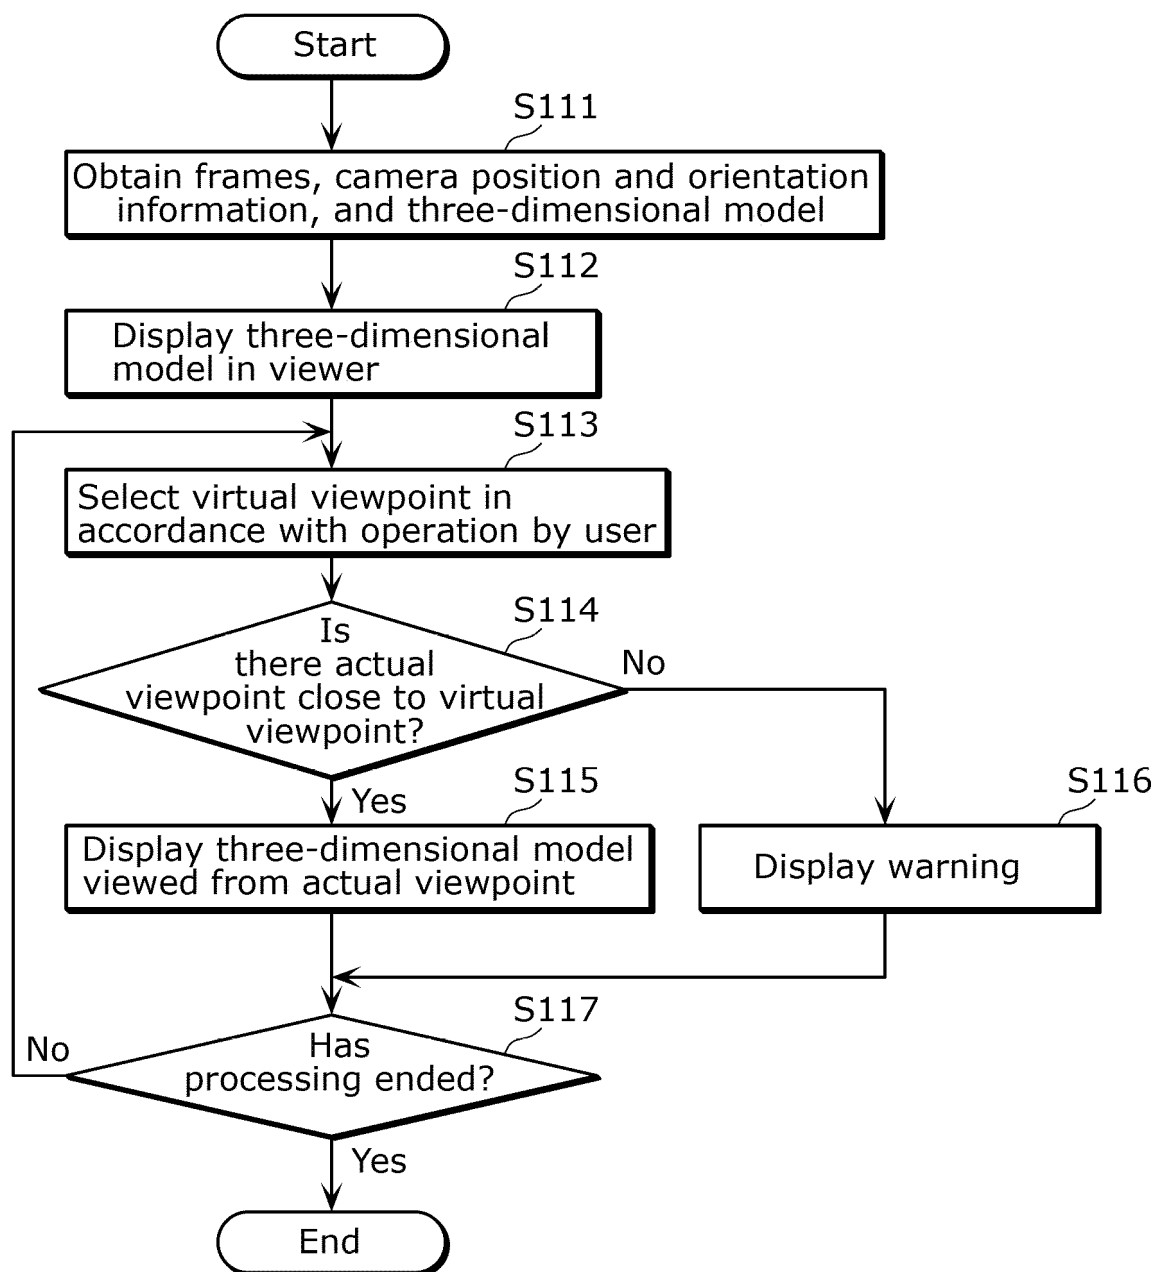 Start
S111
Obtain frames, camera position and orientation
information, and three-dimensional model
S112
Display three-dimensional
model in viewer
S113
Select virtual viewpoint in
accordance with operation by user
S114
Is
there actual
viewpoint close to virtual
viewpoint?
No
Yes
S115
Display three-dimensional model
viewed from actual viewpoint
S116
Display warning
S117
Has
processing ended?
No
Yes
End